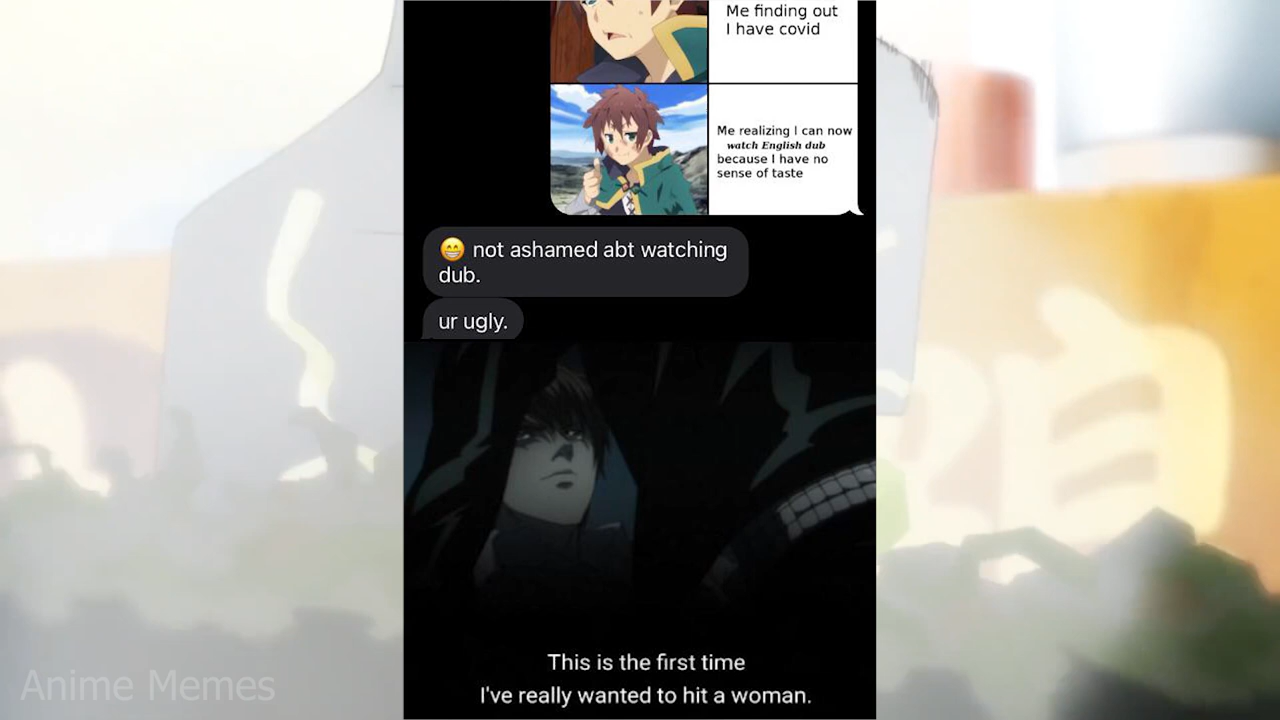 Me finding out
I have covid
Me realizing I can now
watch English dub
because I have no
sense of taste
😁 not ashamed abt watching
dub.
ur ugly.
This is the first time
I've really wanted to hit a woman.
Anime Memes